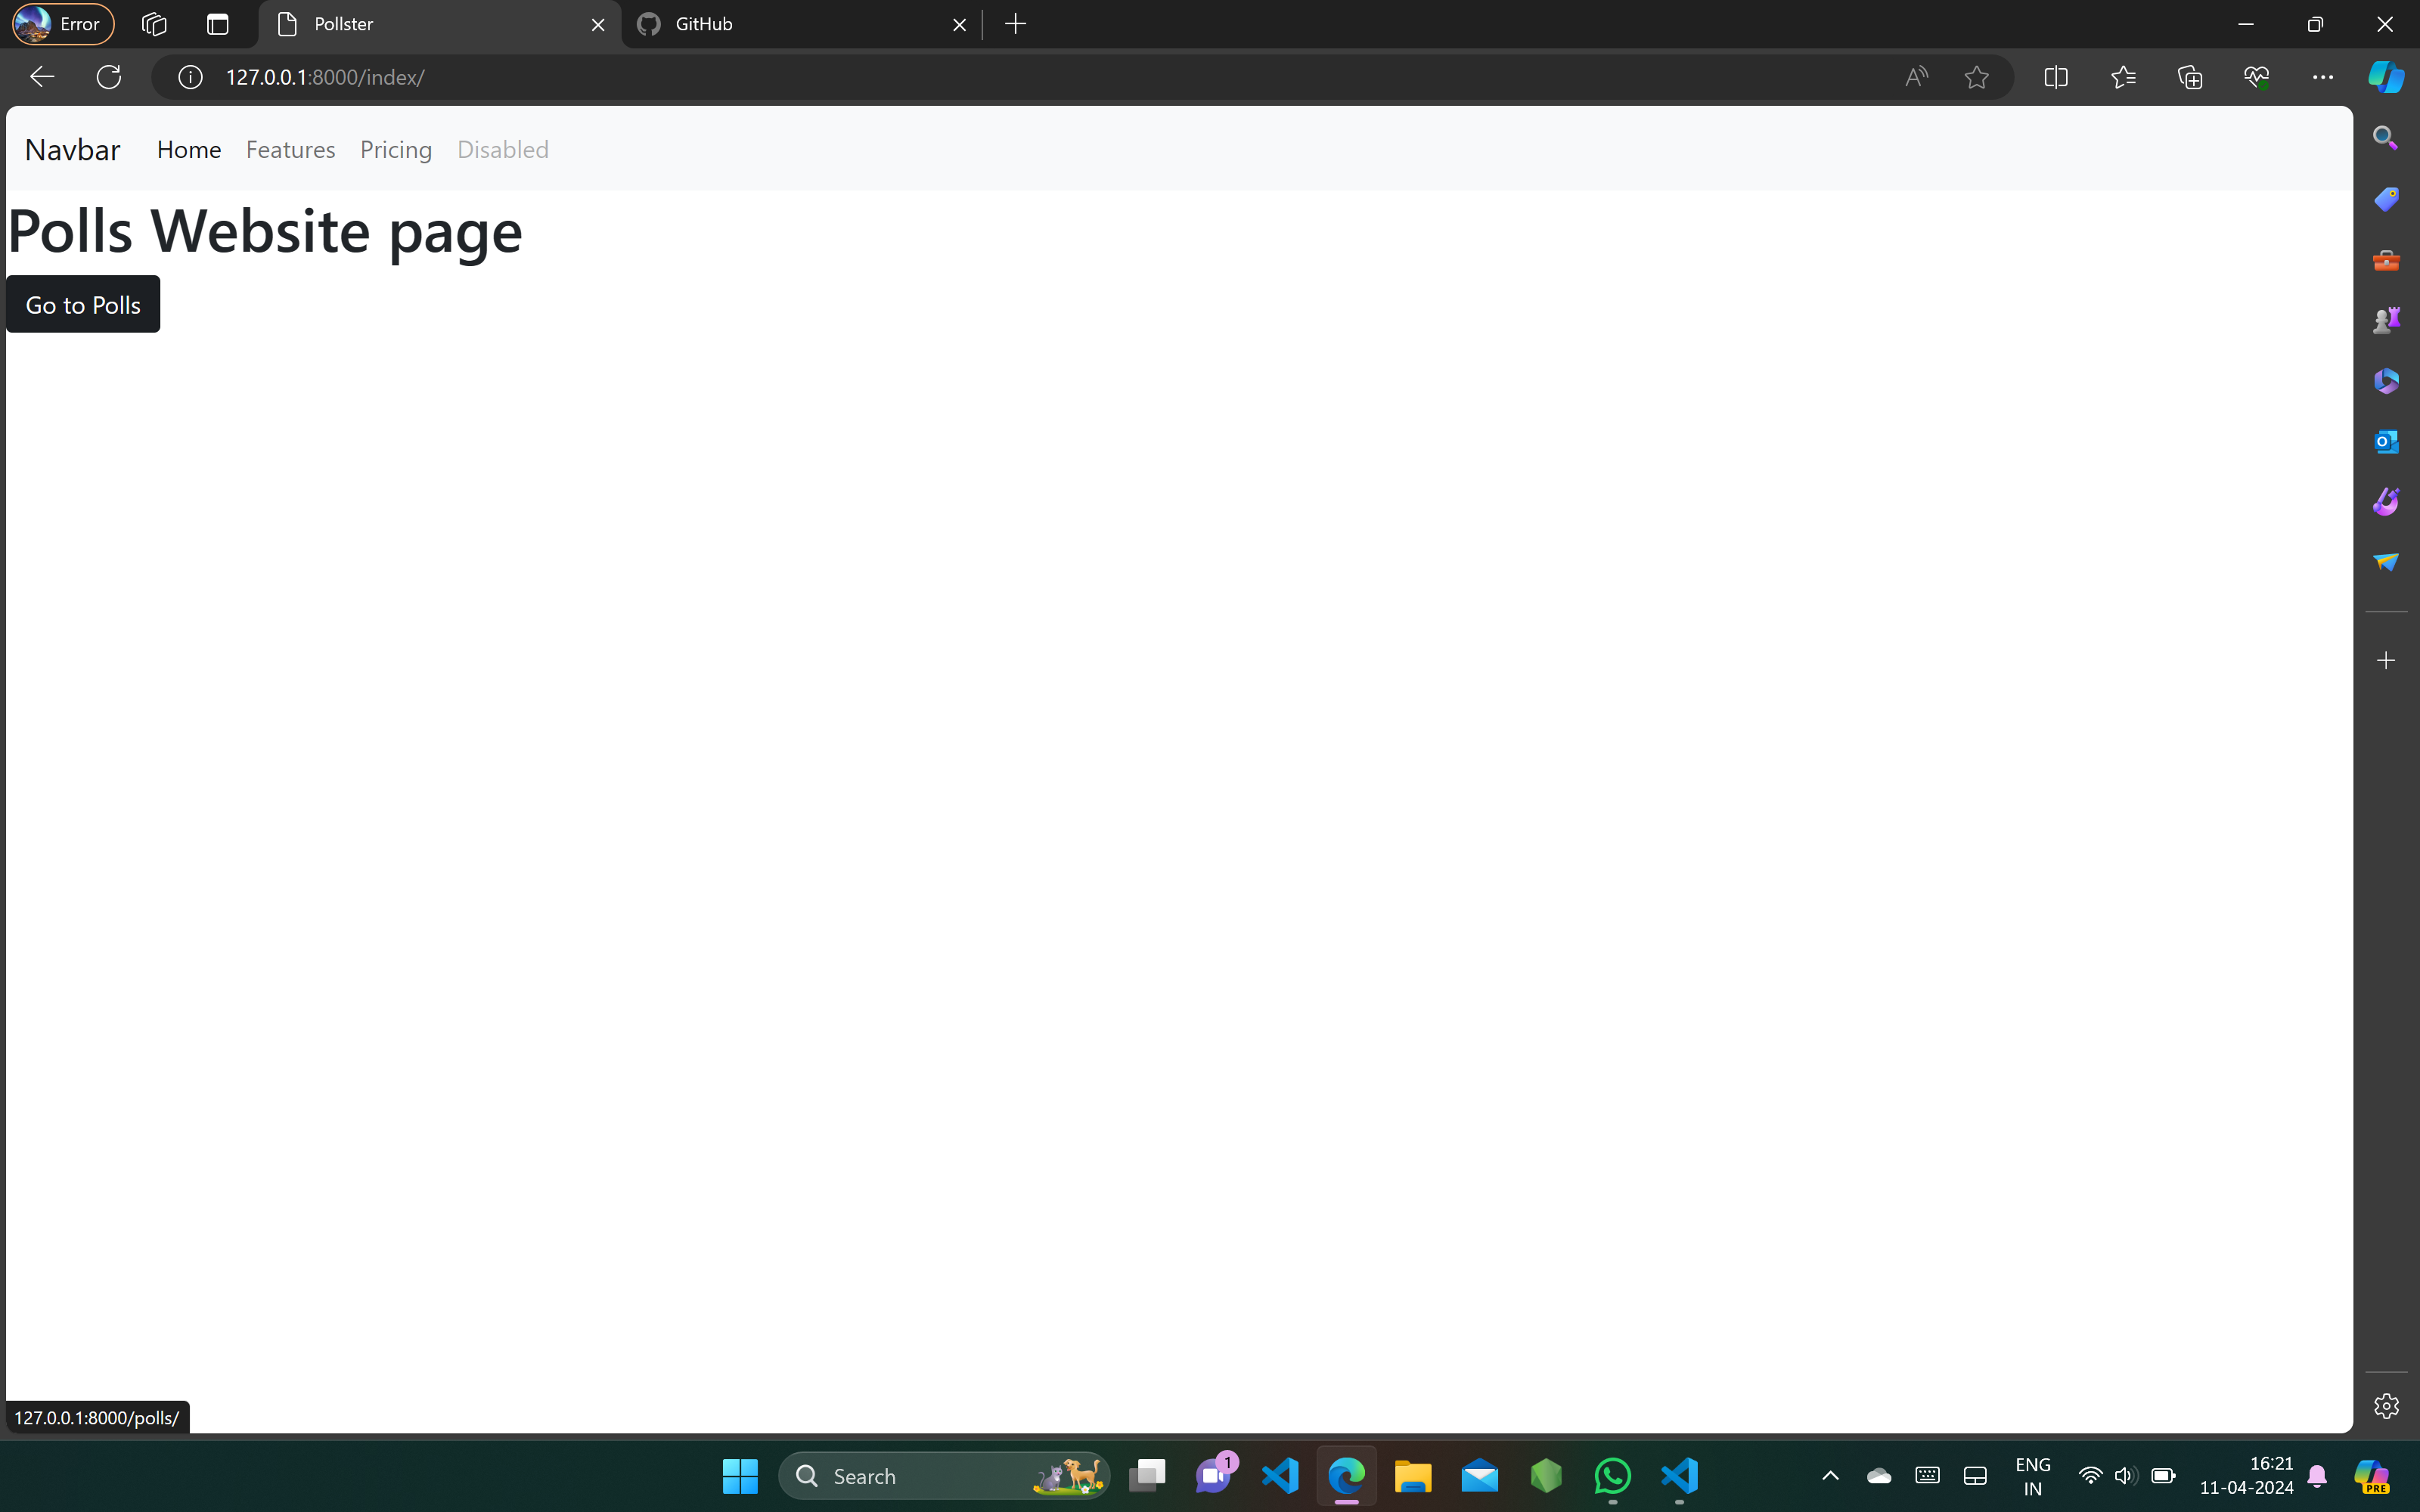 Error
Pollster
GitHub
127.0.0.1:8000/index/
Navbar Home Features Pricing Disabled
Polls Website page
Go to Polls
127.0.0.1:8000/polls/
Search
1
ENG
IN
16:21
11-04-2024
PRE